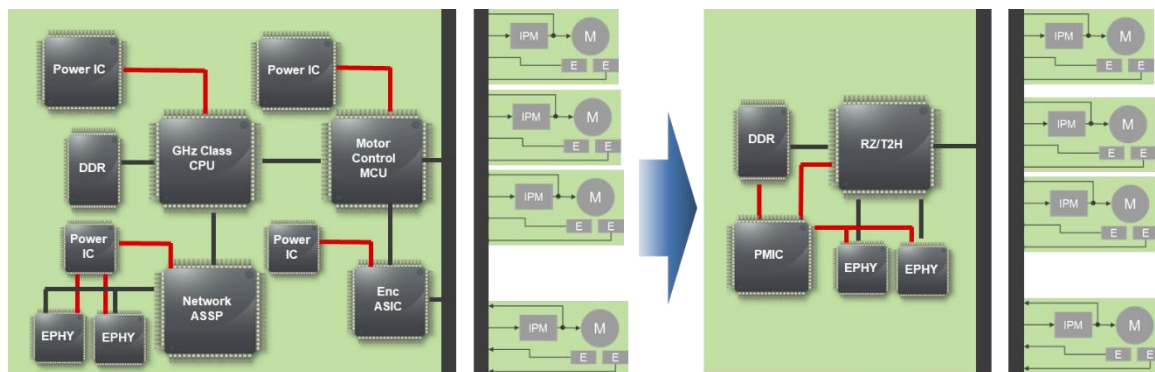 Power IC
Power IC
DDR
GHz Class
CPU
Motor
Control
MCU
Power
IC
Power
IC
Network
ASSP
Enc
ASIC
EPHY
EPHY
IPM
M
E
E
IPM
M
E
E
IPM
M
E
E
IPM
M
E
E
DDR
RZ/T2H
PMIC
EPHY
EPHY
IPM
M
E
E
IPM
M
E
E
IPM
M
E
E
IPM
M
E
E